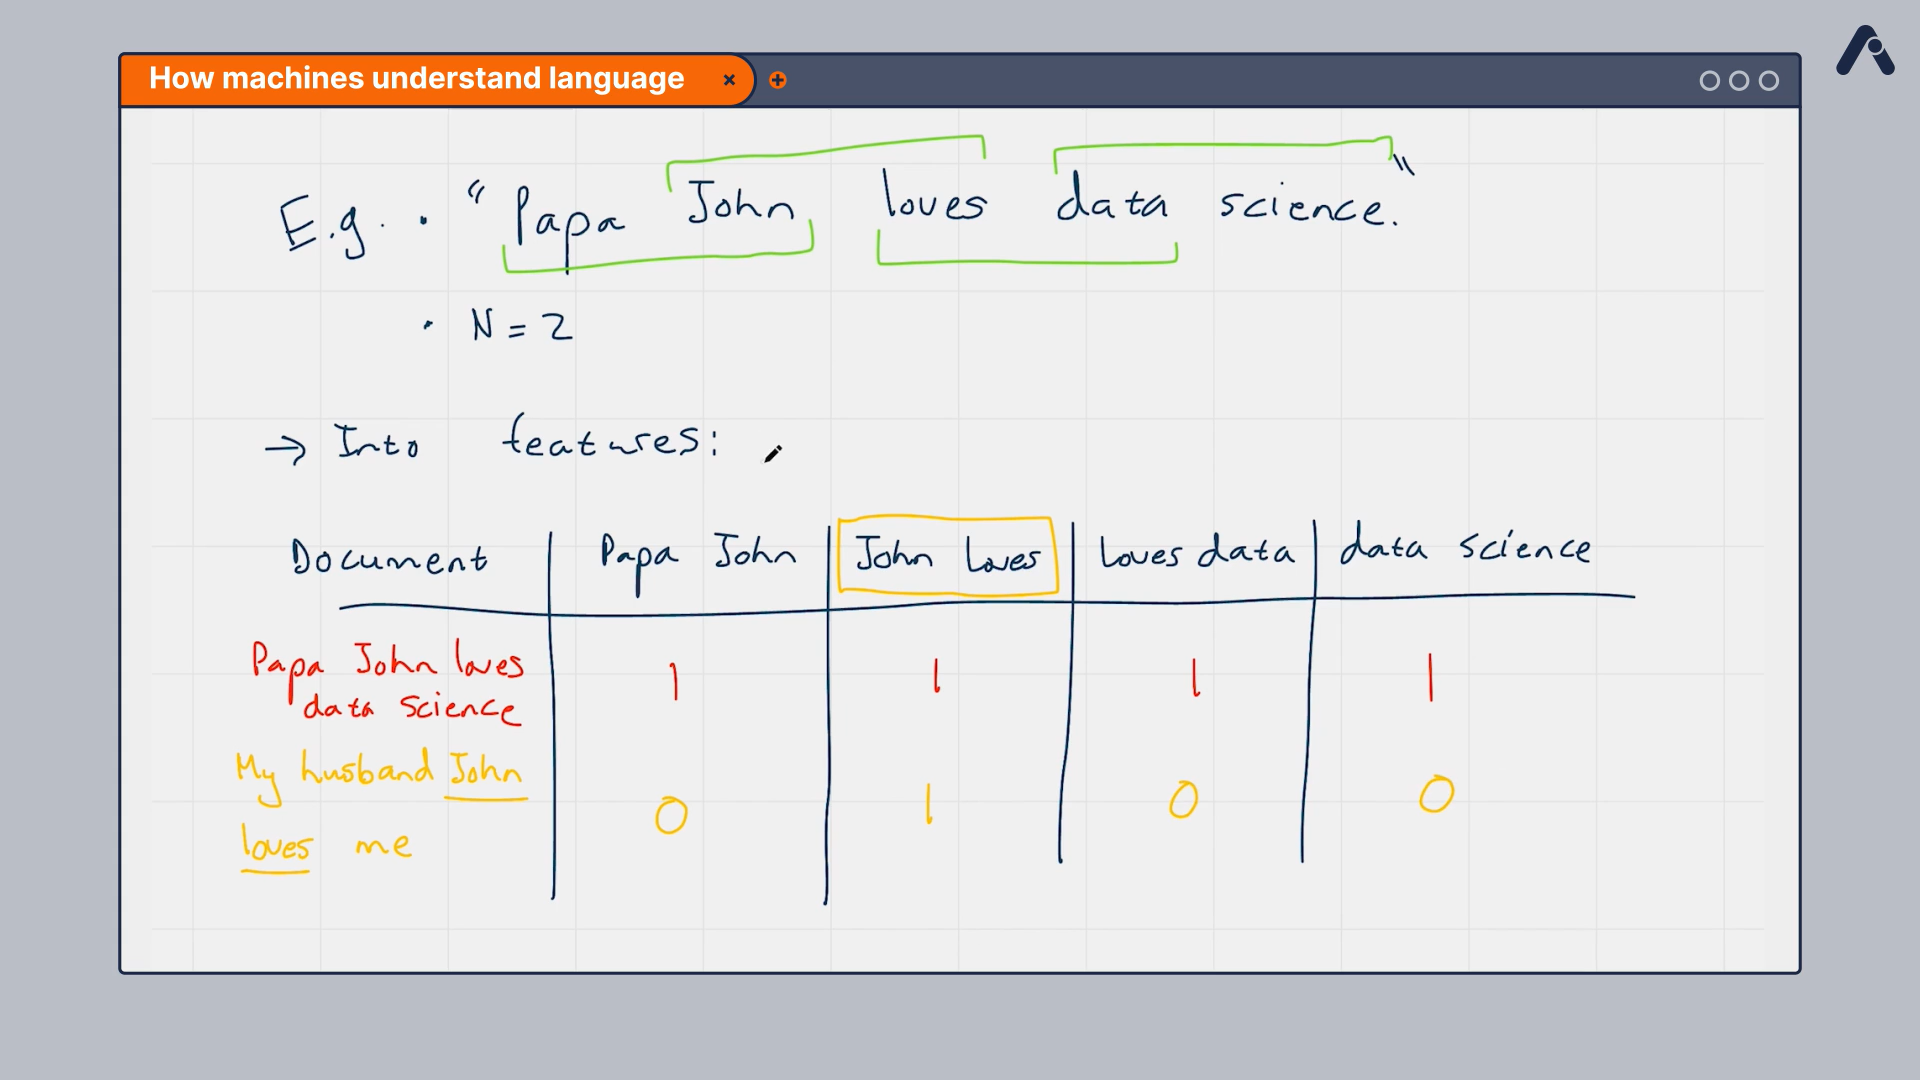 How machines understand language
E.g. • "Papa John loves data science."
• N = 2
→ Into features:
Document | Papa John | John loves | Loves data | data science
Papa John loves 1 1 1 1
data science
My husband John 0 1 0 0
loves me